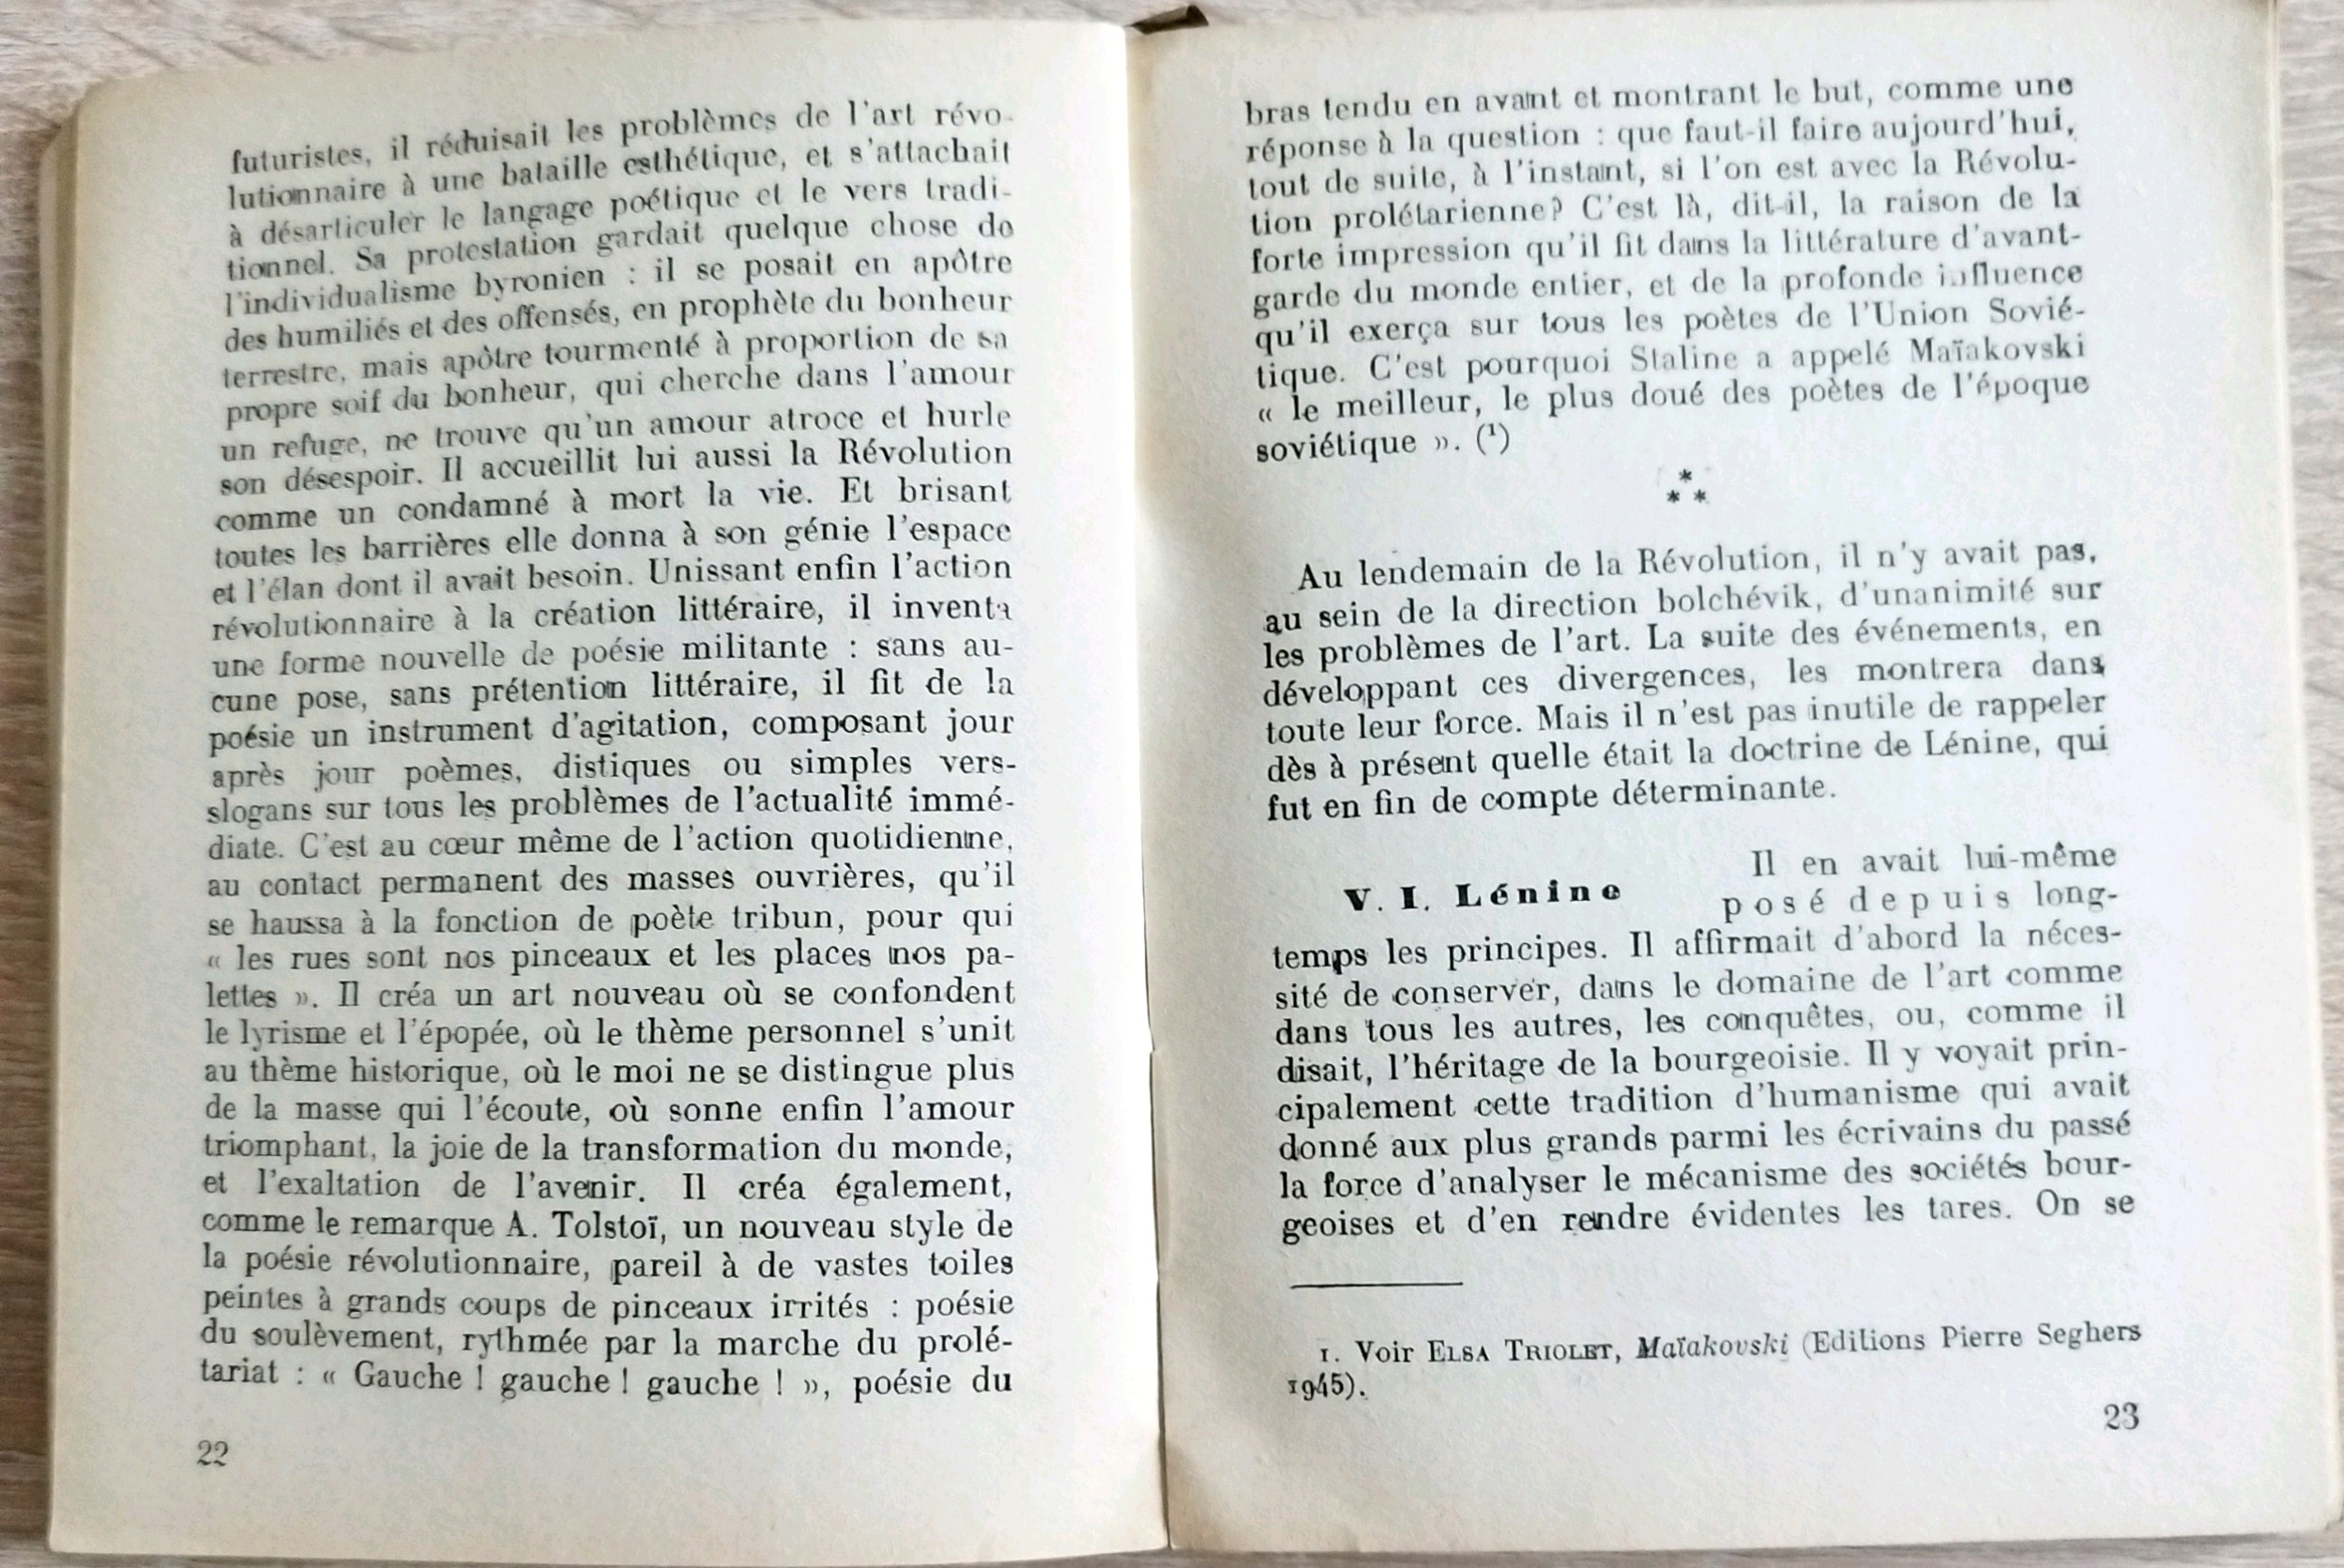 futuristes, il réduisait les problèmes de l'art révo-
lutionnaire à une bataille esthétique, et s'attachait
à désarticuler le langage poétique et le vers tradi-
tionnel. Sa protestation gardait quelque chose de
l'individualisme byronien : il se posait en apôtre
des humiliés et des offensés, en prophète du bonheur
terrestre, mais apôtre tourmenté à proportion de sa
propre soif du bonheur, qui cherche dans l'amour
un refuge, ne trouve qu'un amour atroce et hurle
son désespoir. Il accueillit lui aussi la Révolution
comme un condamné à mort la vie. Et brisant
toutes les barrières elle donna à son génie l'espace
et l'élan dont il avait besoin. Unissant enfin l'action
révolutionnaire à la création littéraire, il inventa
une forme nouvelle de poésie militante : sans au-
cune pose, sans prétention littéraire, il fit de la
poésie un instrument d'agitation, composant jour
après jour poèmes, distiques ou simples vers-
slogans sur tous les problèmes de l'actualité immé-
diate. C'est au cœur même de l'action quotidienne,
au contact permanent des masses ouvrières, qu'il
se haussa à la fonction de poète tribun, pour qui
« les rues sont nos pinceaux et les places nos pa-
lettes ». Il créa un art nouveau où se confondent
le lyrisme et l'épopée, où le thème personnel s'unit
au thème historique, où le moi ne se distingue plus
de la masse qui l'écoute, où sonne enfin l'amour
triomphant, la joie de la transformation du monde,
et l'exaltation de l'avenir. Il créa également,
comme le remarque A. Tolstoï, un nouveau style de
la poésie révolutionnaire, pareil à de vastes toiles
peintes à grands coups de pinceaux irrités : poésie
du soulèvement, rythmée par la marche du prolé-
tariat : « Gauche ! gauche ! gauche ! », poésie du
22
bras tendu en avant et montrant le but, comme une
réponse à la question : que faut-il faire aujourd'hui,
tout de suite, à l'instant, si l'on est avec la Révolu-
tion prolétarienne? C'est là, dit-il, la raison de la
forte impression qu'il fit dans la littérature d'avant-
garde du monde entier, et de la profonde influence
qu'il exerça sur tous les poètes de l'Union Sovié-
tique. C'est pourquoi Staline a appelé Maïakovski
« le meilleur, le plus doué des poètes de l'époque
soviétique ». (¹)
*
* *
Au lendemain de la Révolution, il n'y avait pas,
au sein de la direction bolchévik, d'unanimité sur
les problèmes de l'art. La suite des événements, en
développant ces divergences, les montrera dans
toute leur force. Mais il n'est pas inutile de rappeler
dès à présent quelle était la doctrine de Lénine, qui
fut en fin de compte déterminante.
V. I. Lénine
Il en avait lui-même
posé depuis long-
temps les principes. Il affirmait d'abord la néces-
sité de conserver, dans le domaine de l'art comme
dans tous les autres, les conquêtes, ou, comme il
disait, l'héritage de la bourgeoisie. Il y voyait prin-
cipalement cette tradition d'humanisme qui avait
donné aux plus grands parmi les écrivains du passé
la force d'analyser le mécanisme des sociétés bour-
geoises et d'en rendre évidentes les tares. On se
1. Voir ELSA TRIOLET, Maïakovski (Editions Pierre Seghers
1945).
23